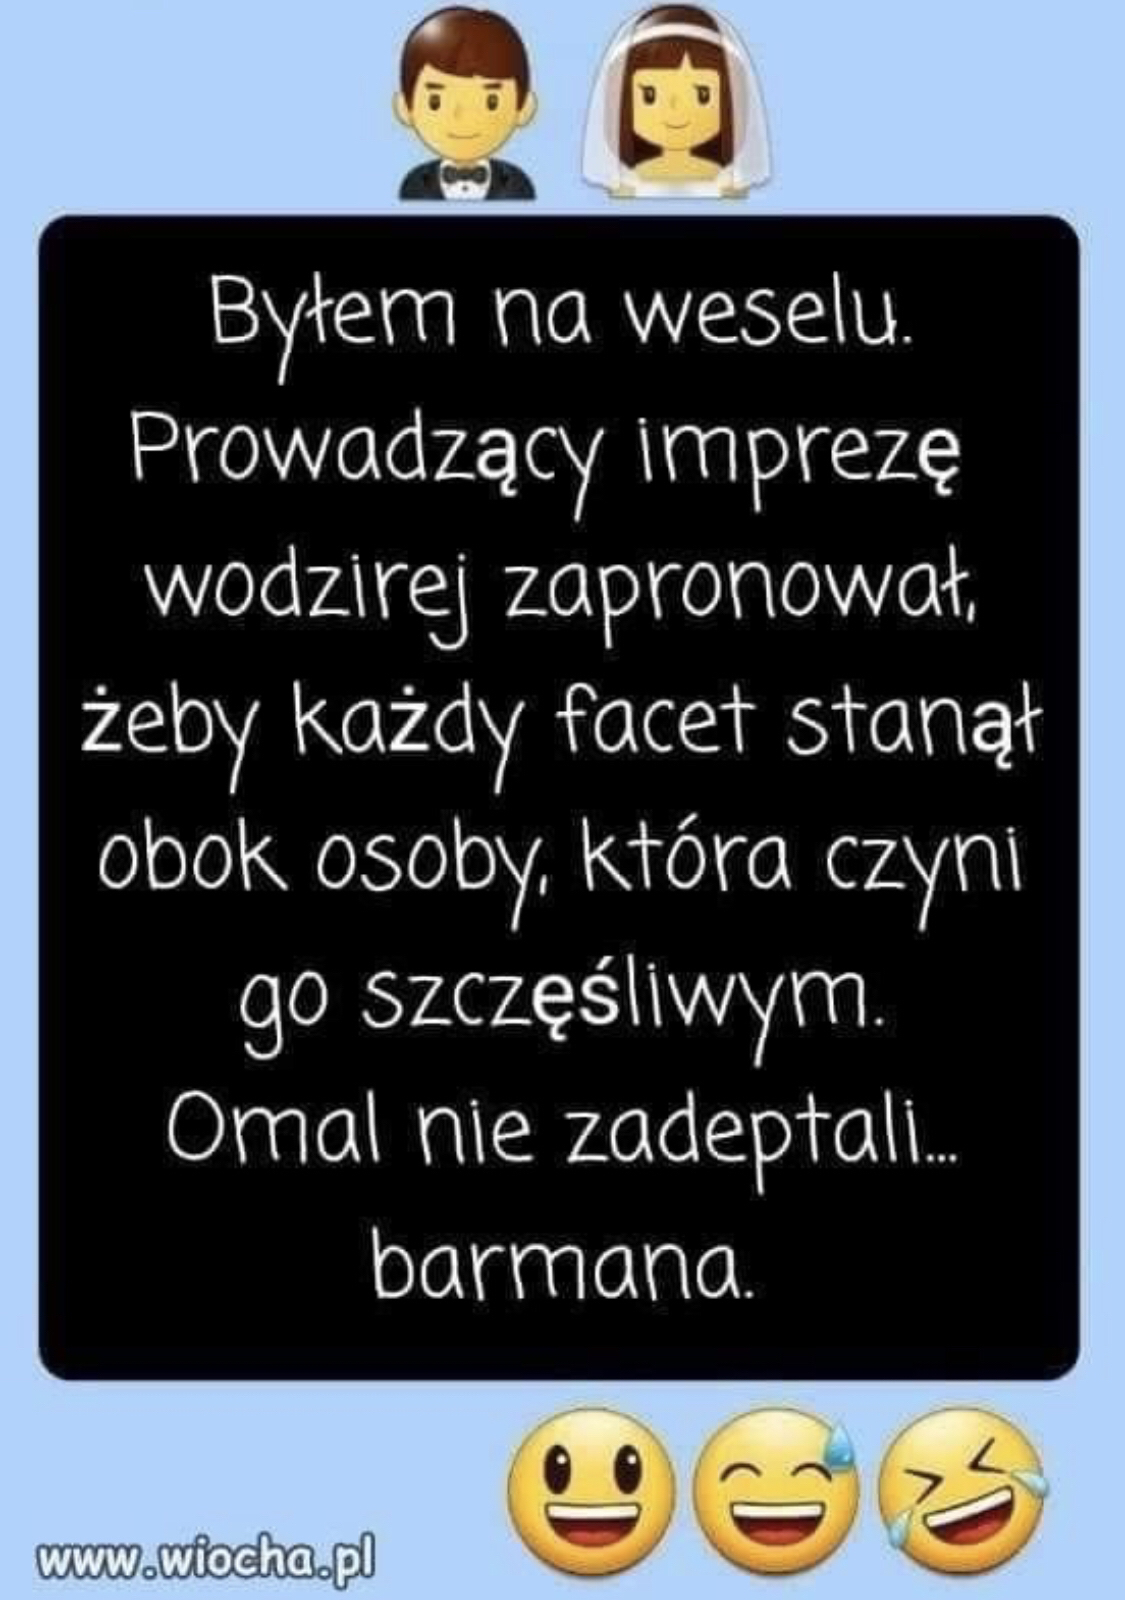 Byłem na weselu.
Prowadzący imprezę
wodzirej zapronował,
żeby każdy facet stanął
obok osoby, która czyni
go szczęśliwym.
Omal nie zadeptali...
barmana.
www.wiocha.pl